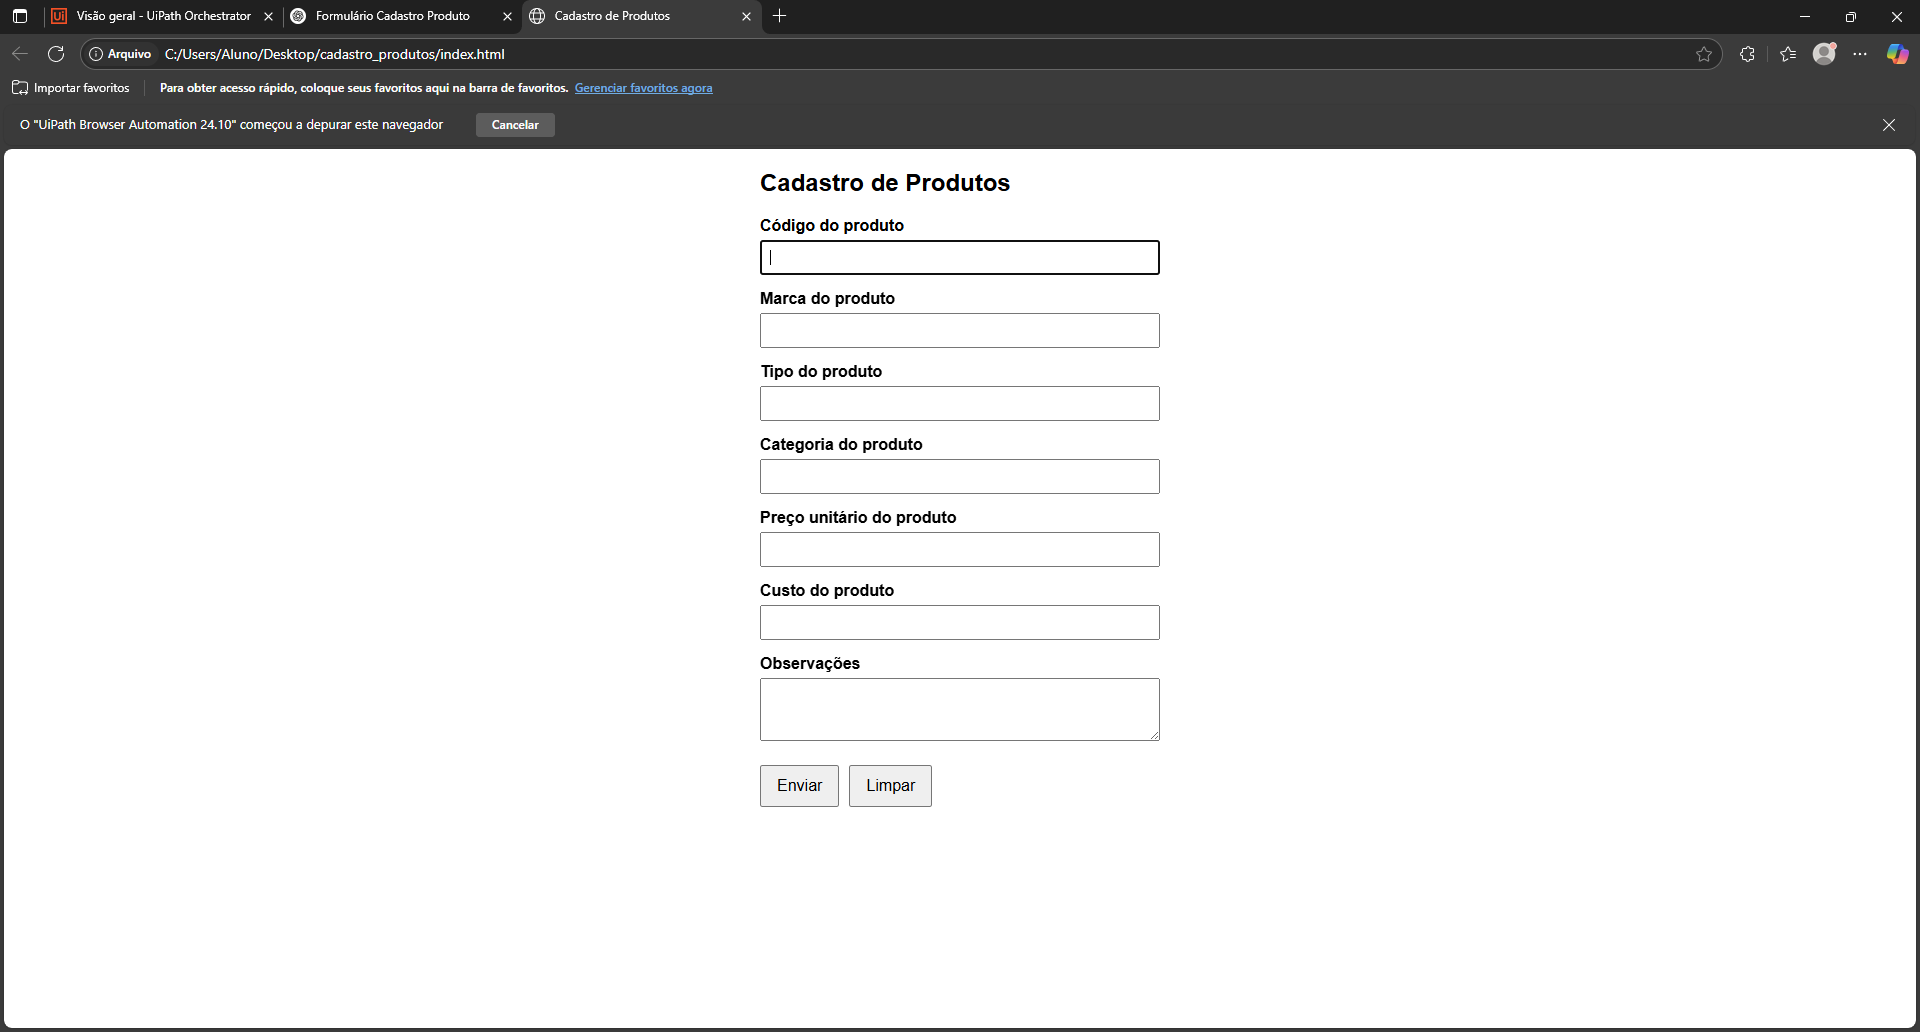 Visão geral - UiPath Orchestrator
Formulário Cadastro Produto
Cadastro de Produtos
Arquivo C:/Users/Aluno/Desktop/cadastro_produtos/index.html
Importar favoritos
Para obter acesso rápido, coloque seus favoritos aqui na barra de favoritos. Gerenciar favoritos agora
O "UiPath Browser Automation 24.10" começou a depurar este navegador
Cancelar
Cadastro de Produtos
Código do produto
Marca do produto
Tipo do produto
Categoria do produto
Preço unitário do produto
Custo do produto
Observações
Enviar
Limpar